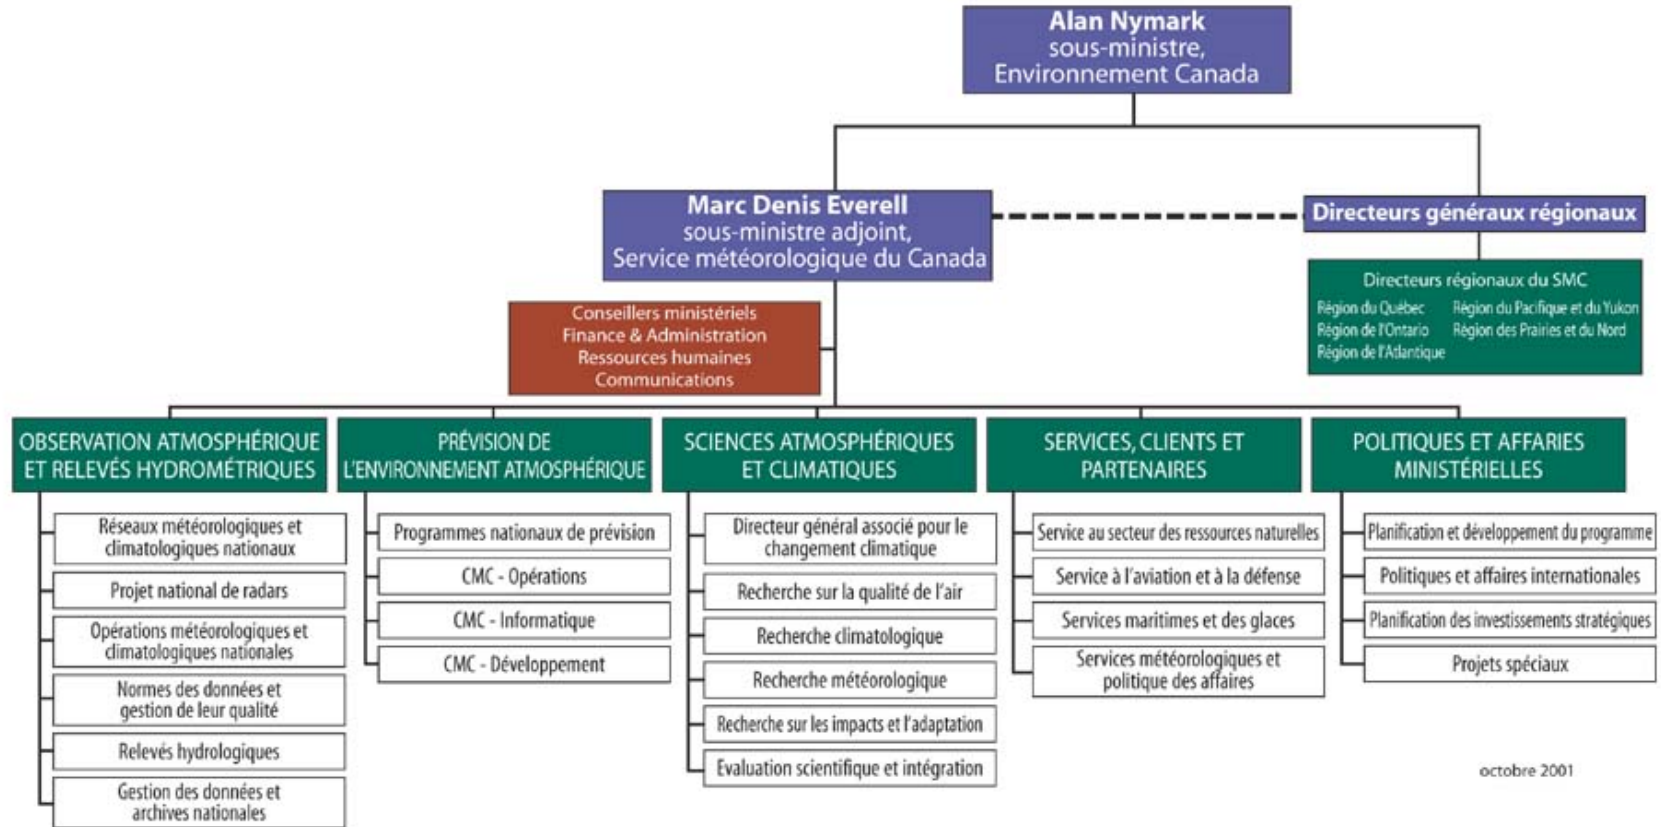 Alan Nymark
sous-ministre,
Environnement Canada
Marc Denis Everell
sous-ministre adjoint,
Service météorologique du Canada
Directeurs généraux régionaux
Directeurs régionaux du SMC
Région du Québec
Région du Pacifique et du Yukon
Région de l'Ontario
Région des Prairies et du Nord
Région de l'Atlantique
Conseillers ministériels
Finance & Administration
Ressources humaines
Communications
OBSERVATION ATMOSPHÉRIQUE
ET RELEVÉS HYDROMÉTRIQUES
Réseaux météorologiques et
climatologiques nationaux
Projet national de radars
Opérations météorologiques et
climatologiques nationales
Normes des données et
gestion de leur qualité
Relevés hydrologiques
Gestion des données et
archives nationales
PRÉVISION DE
L'ENVIRONNEMENT ATMOSPHÉRIQUE
Programmes nationaux de prévision
CMC - Opérations
CMC - Informatique
CMC - Développement
SCIENCES ATMOSPHÉRIQUES
ET CLIMATIQUES
Directeur général associé pour le
changement climatique
Recherche sur la qualité de l'air
Recherche climatologique
Recherche météorologique
Recherche sur les impacts et l'adaptation
Evaluation scientifique et intégration
SERVICES, CLIENTS ET
PARTENAIRES
Service au secteur des ressources naturelles
Service à l'aviation et à la défense
Services maritimes et des glaces
Services météorologiques et
politique des affaires
POLITIQUES ET AFFARIES
MINISTÉRIELLES
Planification et développement du programme
Politiques et affaires internationales
Planification des investissements stratégiques
Projets spéciaux
octobre 2001